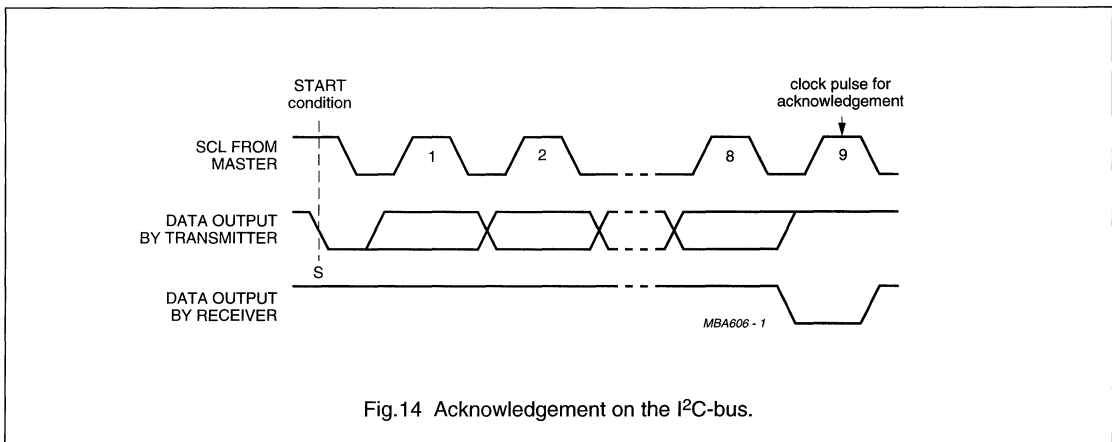 START
condition
clock pulse for
acknowledgement
SCL FROM
MASTER
1
2
8
9
DATA OUTPUT
BY TRANSMITTER
S
DATA OUTPUT
BY RECEIVER
MBA606 - 1
Fig.14 Acknowledgement on the I²C-bus.